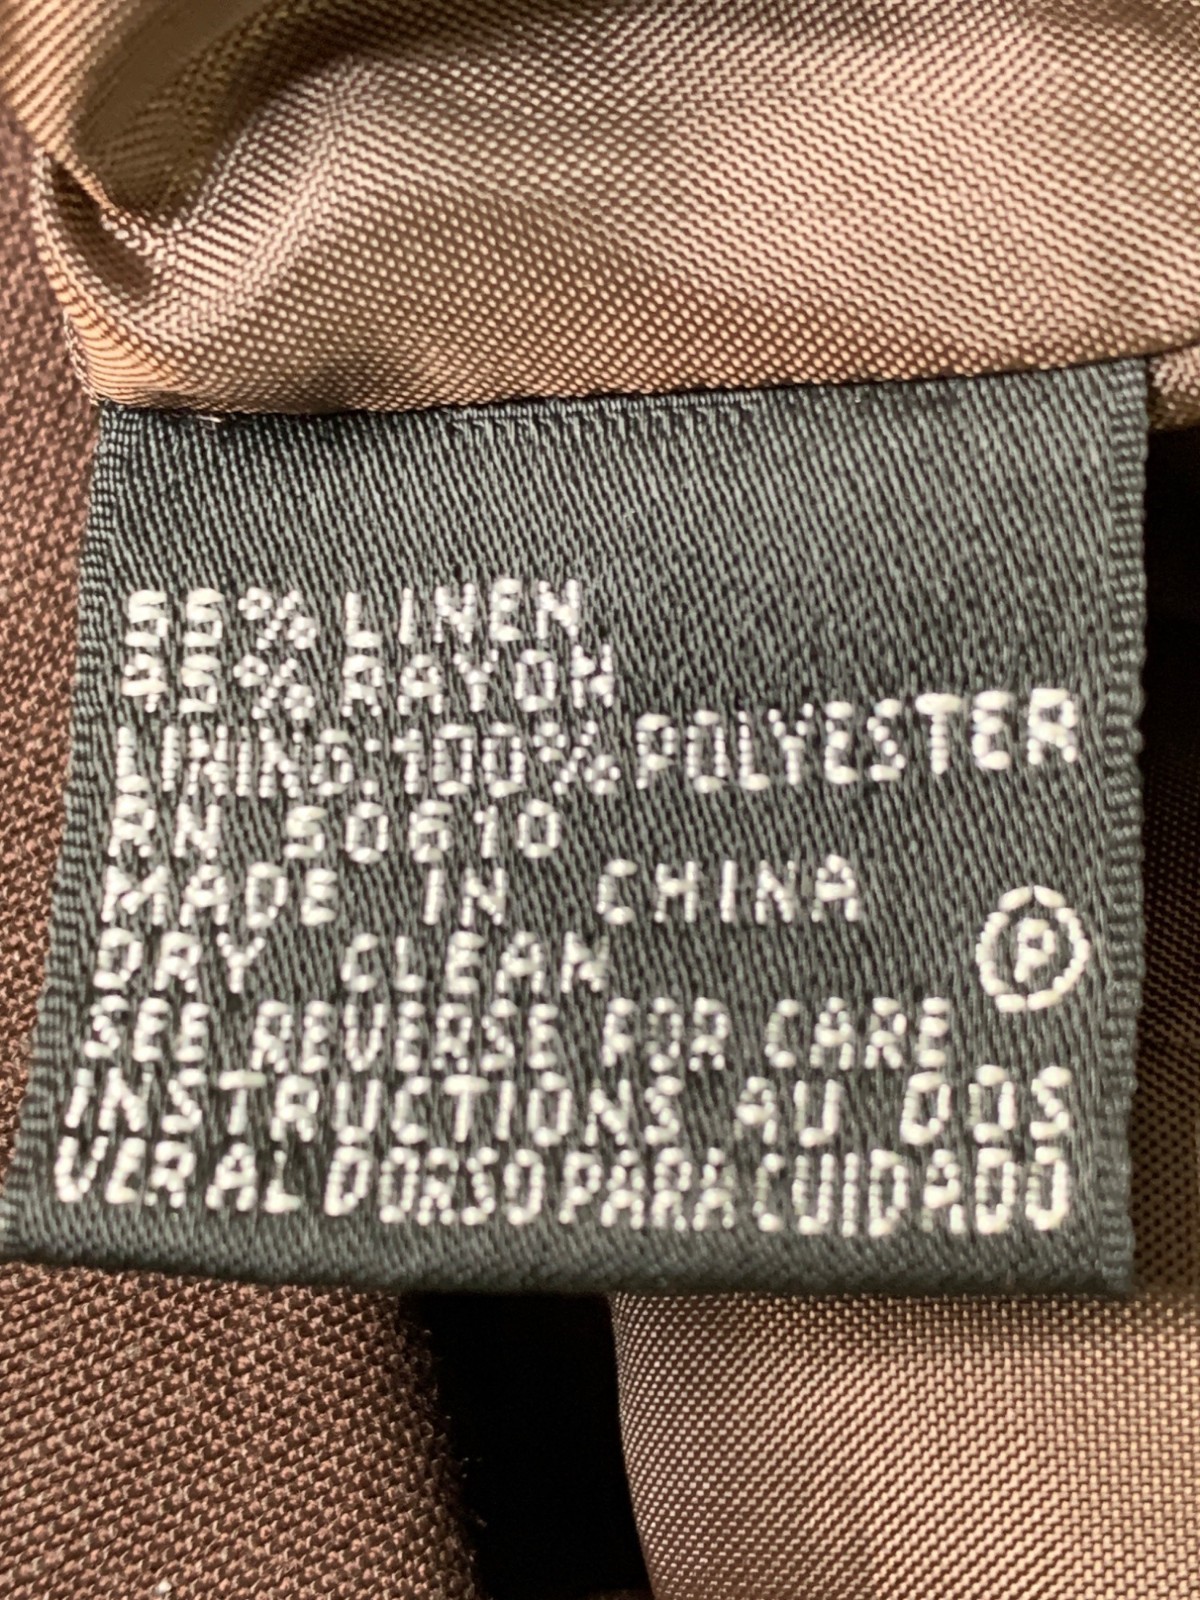 55% LINEN
45% RAYON
LINING:100% POLYESTER
RN 50610
MADE IN CHINA
DRY CLEAN
P
SEE REVERSE FOR CARE
INSTRUCTIONS AU DOS
VER AL DORSO PARA CUIDADO